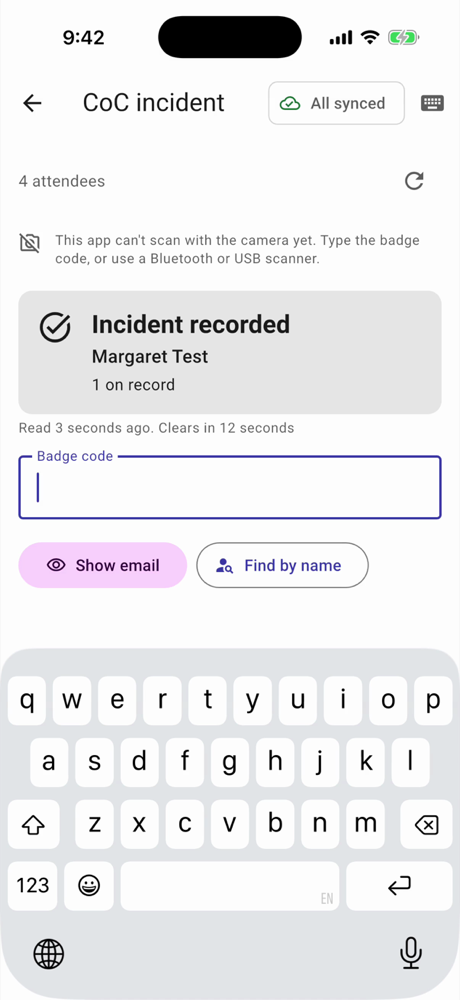 9:42
CoC incident
All synced
4 attendees
This app can't scan with the camera yet. Type the badge
code, or use a Bluetooth or USB scanner.
Incident recorded
Margaret Test
1 on record
Read 3 seconds ago. Clears in 12 seconds
Badge code
Show email
Find by name
q w e r t y u i o p
a s d f g h j k l
z x c v b n m
123
EN